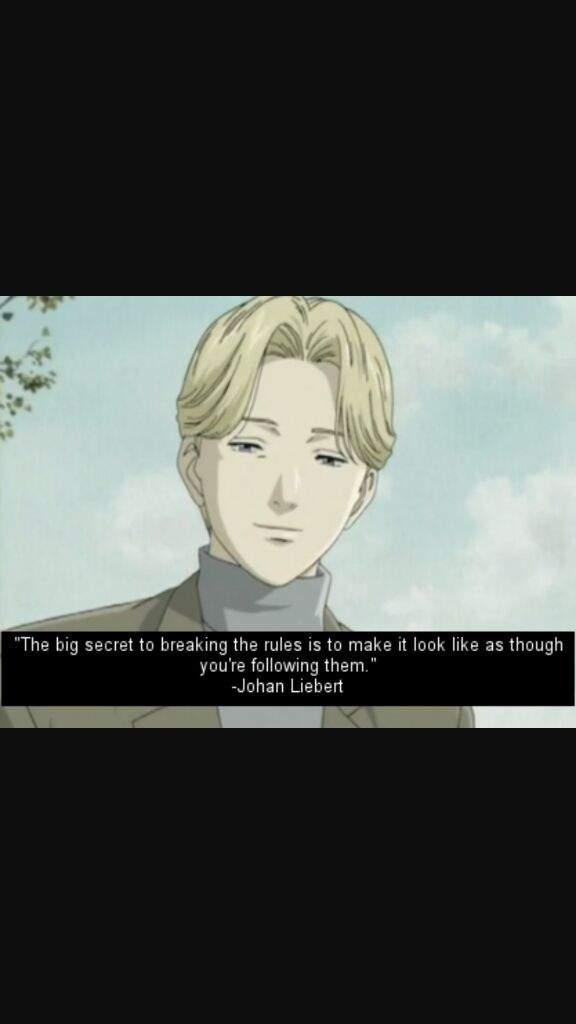 "The big secret to breaking the rules is to make it look like as though
you're following them."
-Johan Liebert